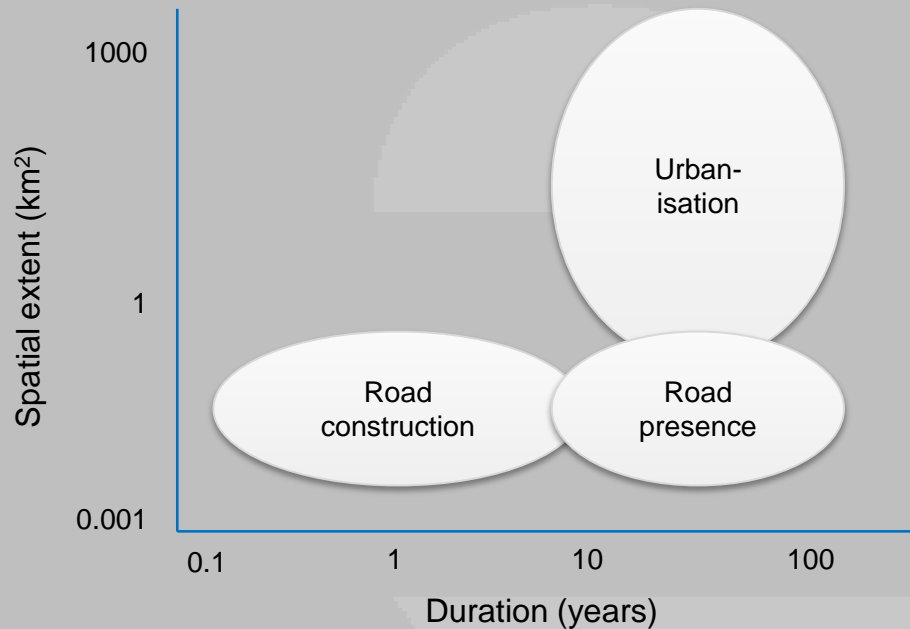 1000
Spatial extent (km²)
Urban-
isation
1
Road
construction
Road
presence
0.001
0.1
1
10
100
Duration (years)